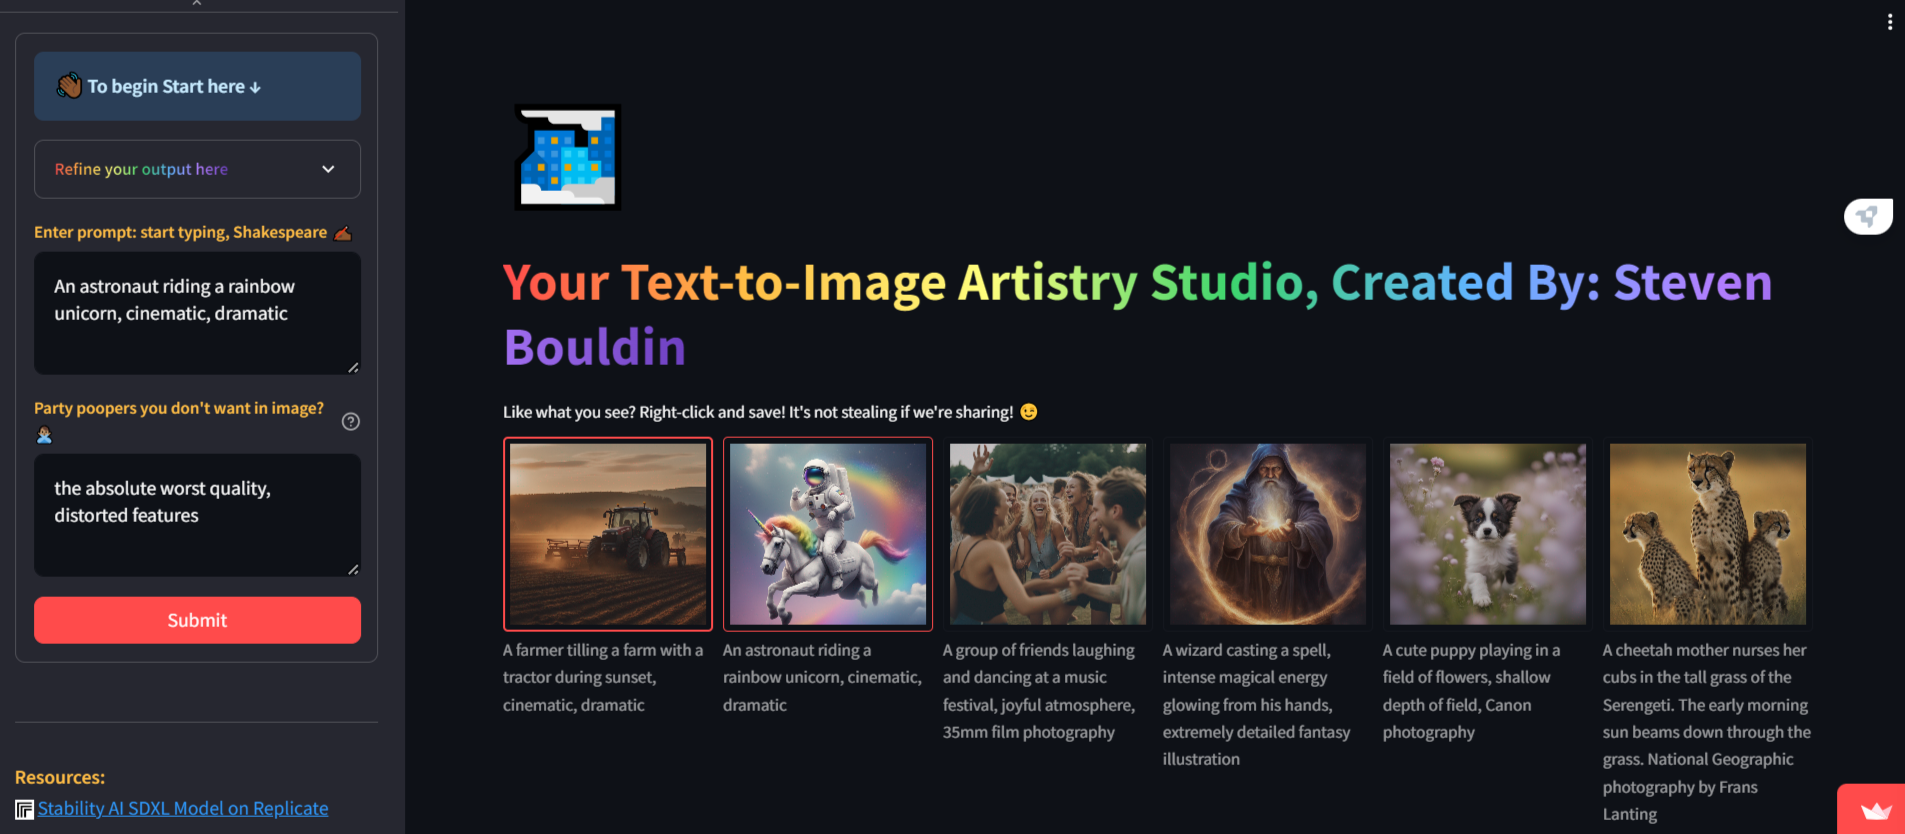 👋🏾 To begin Start here ↓
Refine your output here
Enter prompt: start typing, Shakespeare ✍🏾
An astronaut riding a rainbow
unicorn, cinematic, dramatic
Party poopers you don't want in image?
the absolute worst quality,
distorted features
Submit
Resources:
Stability AI SDXL Model on Replicate
Your Text-to-Image Artistry Studio, Created By: Steven
Bouldin
Like what you see? Right-click and save! It's not stealing if we're sharing! 😉
A farmer tilling a farm with a
tractor during sunset,
cinematic, dramatic
An astronaut riding a
rainbow unicorn, cinematic,
dramatic
A group of friends laughing
and dancing at a music
festival, joyful atmosphere,
35mm film photography
A wizard casting a spell,
intense magical energy
glowing from his hands,
extremely detailed fantasy
illustration
A cute puppy playing in a
field of flowers, shallow
depth of field, Canon
photography
A cheetah mother nurses her
cubs in the tall grass of the
Serengeti. The early morning
sun beams down through the
grass. National Geographic
photography by Frans
Lanting